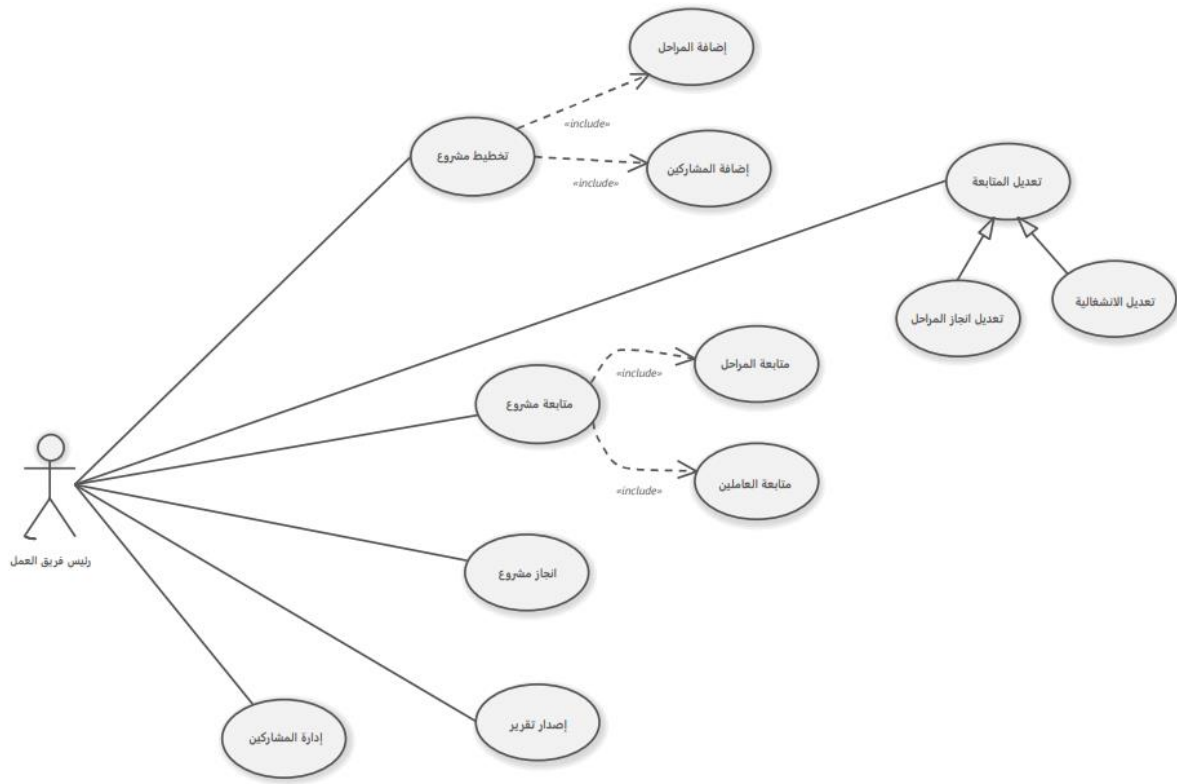 إضافة المراحل
«include»
تخطيط مشروع
إضافة المشاركين
«include»
تعديل المتابعة
تعديل الانشغالية
تعديل انجاز المراحل
متابعة المراحل
«include»
متابعة مشروع
متابعة العاملين
«include»
رئيس فريق العمل
انجاز مشروع
إصدار تقرير
إدارة المشاركين